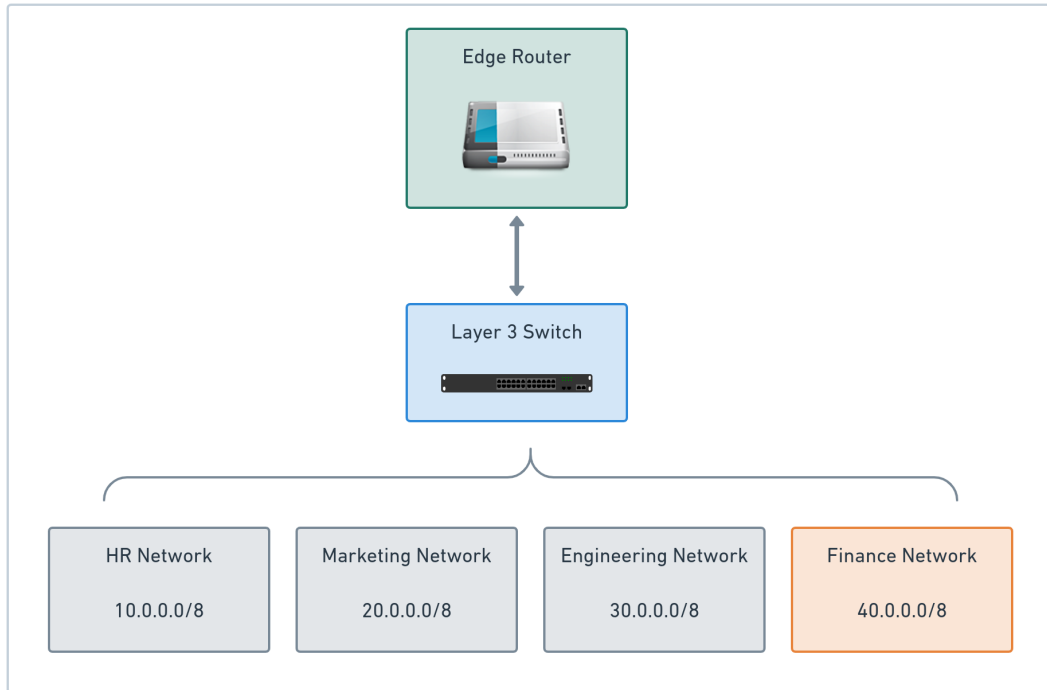 Edge Router
Layer 3 Switch
HR Network
10.0.0.0/8
Marketing Network
20.0.0.0/8
Engineering Network
30.0.0.0/8
Finance Network
40.0.0.0/8